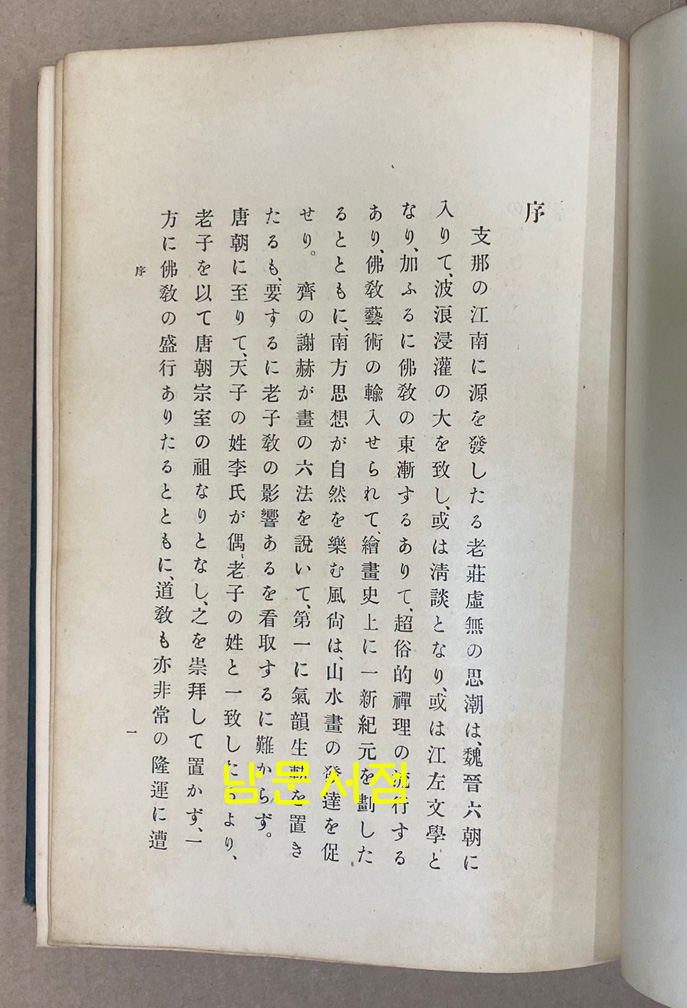 序
支那の江南に源を發したる老莊虛無の思潮は、魏晉六朝に
入りて、波浪浸灌の大を致し、或は淸談となり、或は江左文學と
なり、加ふるに佛敎の東漸するありて、超俗的禪理の流行する
あり、佛敎藝術の輸入せられて、繪畫史上に一新紀元を劃した
るとともに、南方思想が自然を樂む風尙は、山水畫の發達を促
せり。齊の謝赫が畫の六法を說いて、第一に氣韻生動を置き
たるも、要するに老子敎の影響あるを看取するに難からず。
唐朝に至りて、天子の姓李氏が偶〻老子の姓と一致したるより、
老子を以て唐朝宗室の祖なりとなし、之を崇拜して置かず、一
方に佛敎の盛行ありたるとともに、道敎も亦非常の隆運に遭
序
一
남문서점